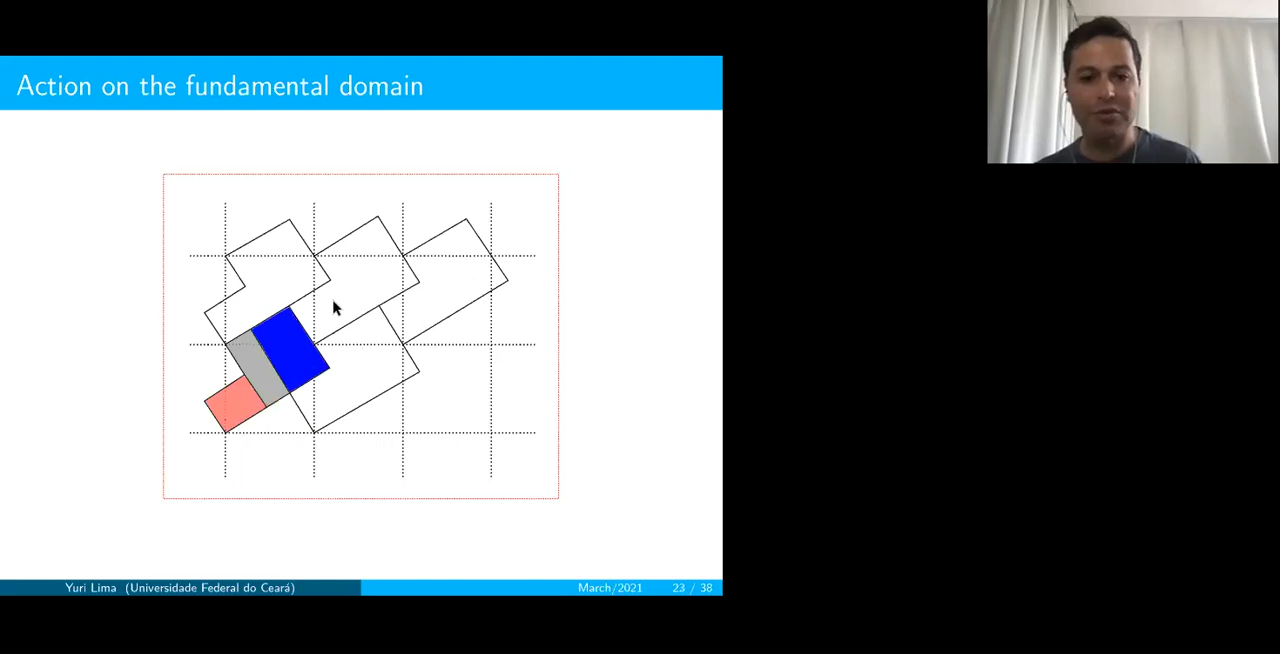 Action on the fundamental domain
Yuri Lima (Universidade Federal do Ceará)
March/2021
23 / 38